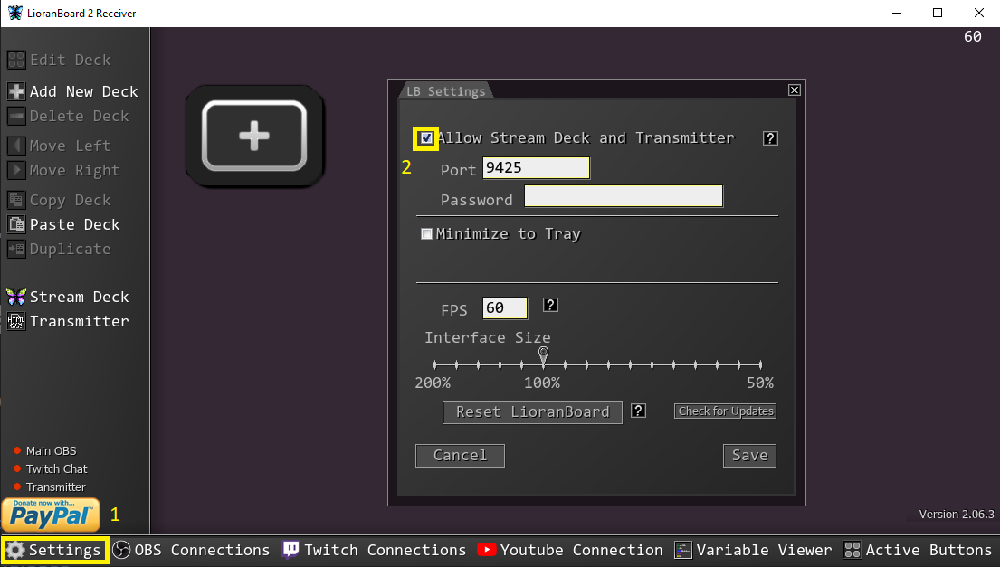 LioranBoard 2 Receiver
60
Edit Deck
Add New Deck
Delete Deck
Move Left
Move Right
Copy Deck
Paste Deck
Duplicate
Stream Deck
Transmitter
LB Settings
Allow Stream Deck and Transmitter ?
2
Port 9425
Password
Minimize to Tray
FPS 60 ?
Interface Size
200% 100% 50%
Reset LioranBoard ? Check for Updates
Cancel Save
Main OBS
Twitch Chat
Transmitter
Donate now with...
PayPal
1
Version 2.06.3
Settings OBS Connections Twitch Connections Youtube Connection Variable Viewer Active Buttons